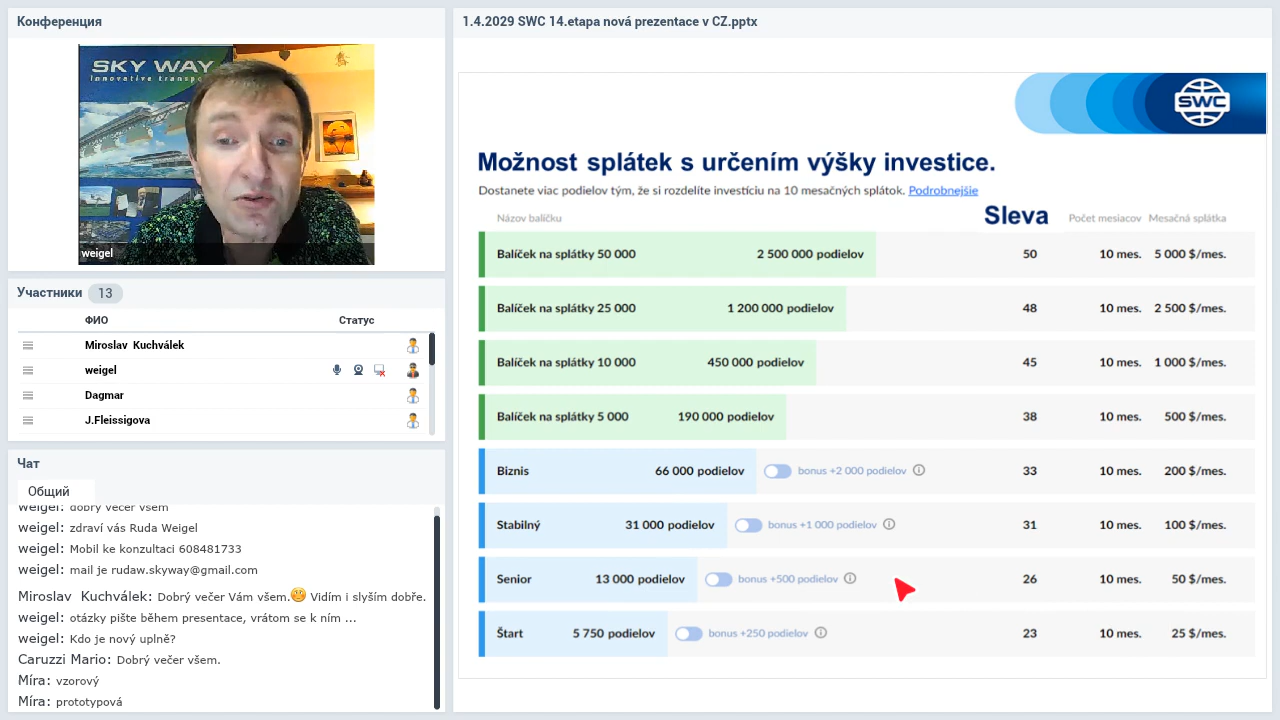 Конференция
SKY WAY
Innovative transpo
weigel
Участники 13
ФИО Статус
Miroslav Kuchválek
weigel
Dagmar
J.Fleissigova
Чат
Общий
weigel: dobrý večer všem
weigel: zdraví vás Ruda Weigel
weigel: Mobil ke konzultaci 608481733
weigel: mail je rudaw.skyway@gmail.com
Miroslav Kuchválek: Dobrý večer Vám všem. Vidím i slyším dobře.
weigel: otázky pište během presentace, vrátom se k ním ...
weigel: Kdo je nový uplně?
Caruzzi Mario: Dobrý večer všem.
Míra: vzorový
Míra: prototypová
1.4.2029 SWC 14.etapa nová prezentace v CZ.pptx
SWC
Možnost splátek s určením výšky investice.
Dostanete viac podielov tým, že si rozdelíte investíciu na 10 mesačných splátok. Podrobnejšie
Názov balíčku Sleva Počet mesiacov Mesačná splátka
Balíček na splátky 50 000 2 500 000 podielov 50 10 mes. 5 000 $/mes.
Balíček na splátky 25 000 1 200 000 podielov 48 10 mes. 2 500 $/mes.
Balíček na splátky 10 000 450 000 podielov 45 10 mes. 1 000 $/mes.
Balíček na splátky 5 000 190 000 podielov 38 10 mes. 500 $/mes.
Biznis 66 000 podielov bonus +2 000 podielov 33 10 mes. 200 $/mes.
Stabilný 31 000 podielov bonus +1 000 podielov 31 10 mes. 100 $/mes.
Senior 13 000 podielov bonus +500 podielov 26 10 mes. 50 $/mes.
Štart 5 750 podielov bonus +250 podielov 23 10 mes. 25 $/mes.